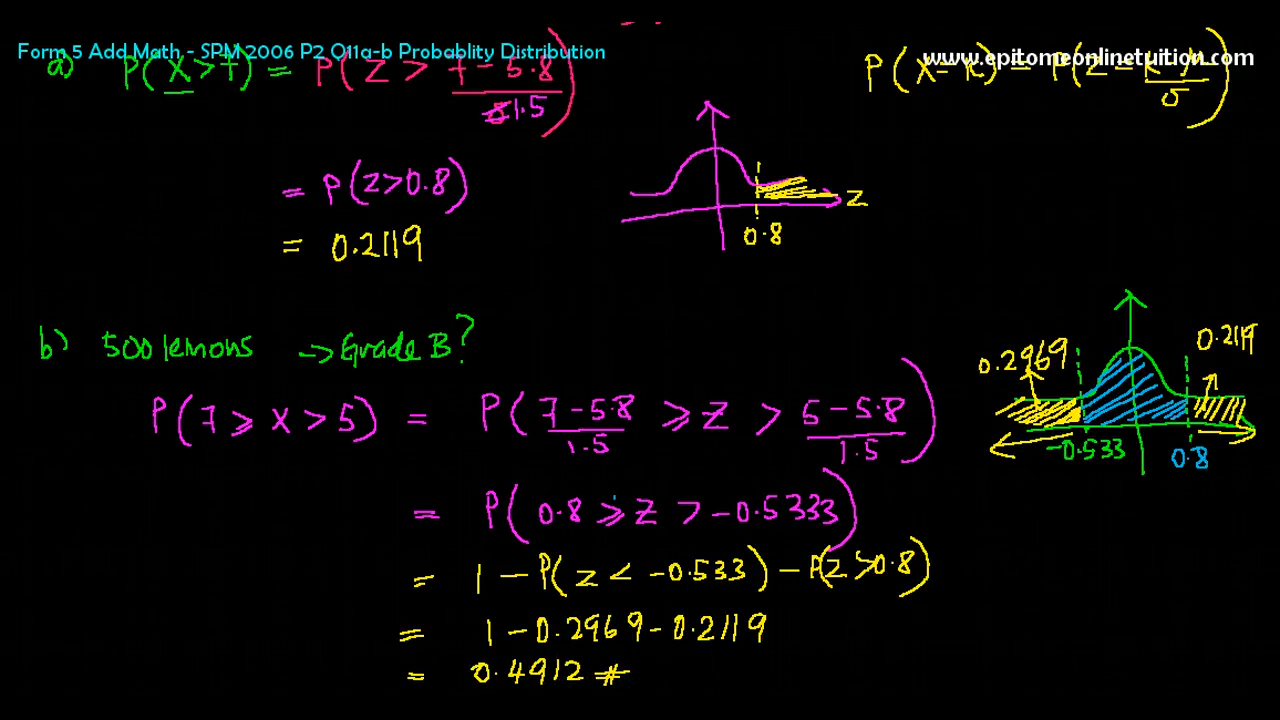 Form 5 Add Math - SPM 2006 P2 Q11a-b Probablity Distribution
www.epitomeonlinetuition.com
a) P(X > 7) = P(Z > 7 - 5.8 / 1.5)
= P(Z > 0.8)
= 0.2119
0.8
Z
b) 500 lemons → Grade B?
P(7 ≥ X > 5) = P(7 - 5.8 / 1.5 ≥ Z > 5 - 5.8 / 1.5)
= P(0.8 ≥ Z > -0.5333)
= 1 - P(Z < -0.533) - P(Z > 0.8)
= 1 - 0.2969 - 0.2119
= 0.4912 #
0.2969
0.2119
-0.533
0.8